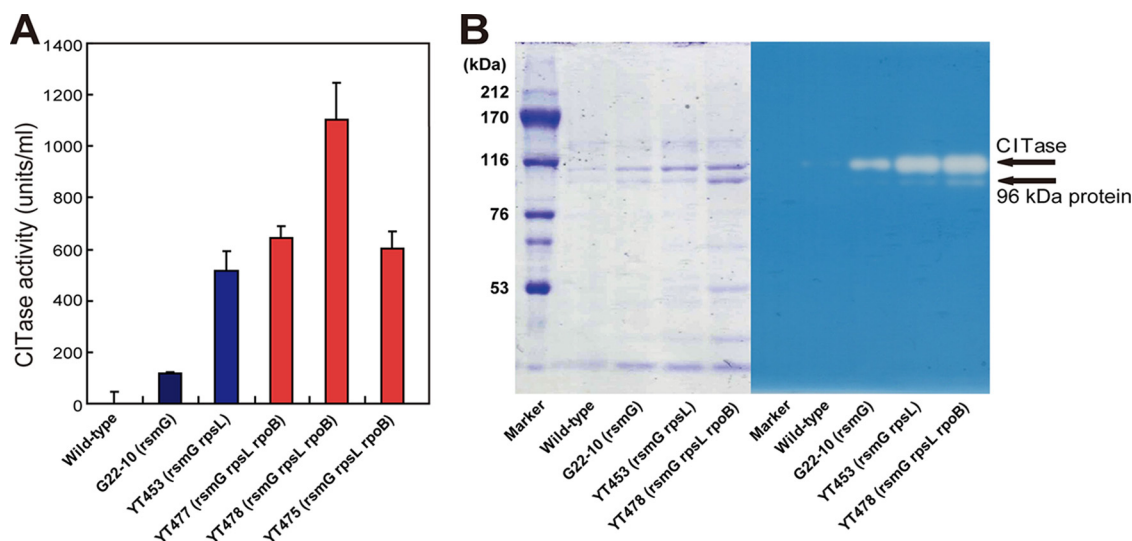 A
CITase activity (units/ml)
1400
1200
1000
800
600
400
200
0
Wild-type
G22-10 (rsmG)
YT453 (rsmG rpsL)
YT477 (rsmG rpsL rpoB)
YT478 (rsmG rpsL rpoB)
YT475 (rsmG rpsL rpoB)
B
(kDa)
212
170
116
76
53
Marker
Wild-type
G22-10 (rsmG)
YT453 (rsmG rpsL)
YT478 (rsmG rpsL rpoB)
Marker
Wild-type
G22-10 (rsmG)
YT453 (rsmG rpsL)
YT478 (rsmG rpsL rpoB)
CITase
96 kDa protein